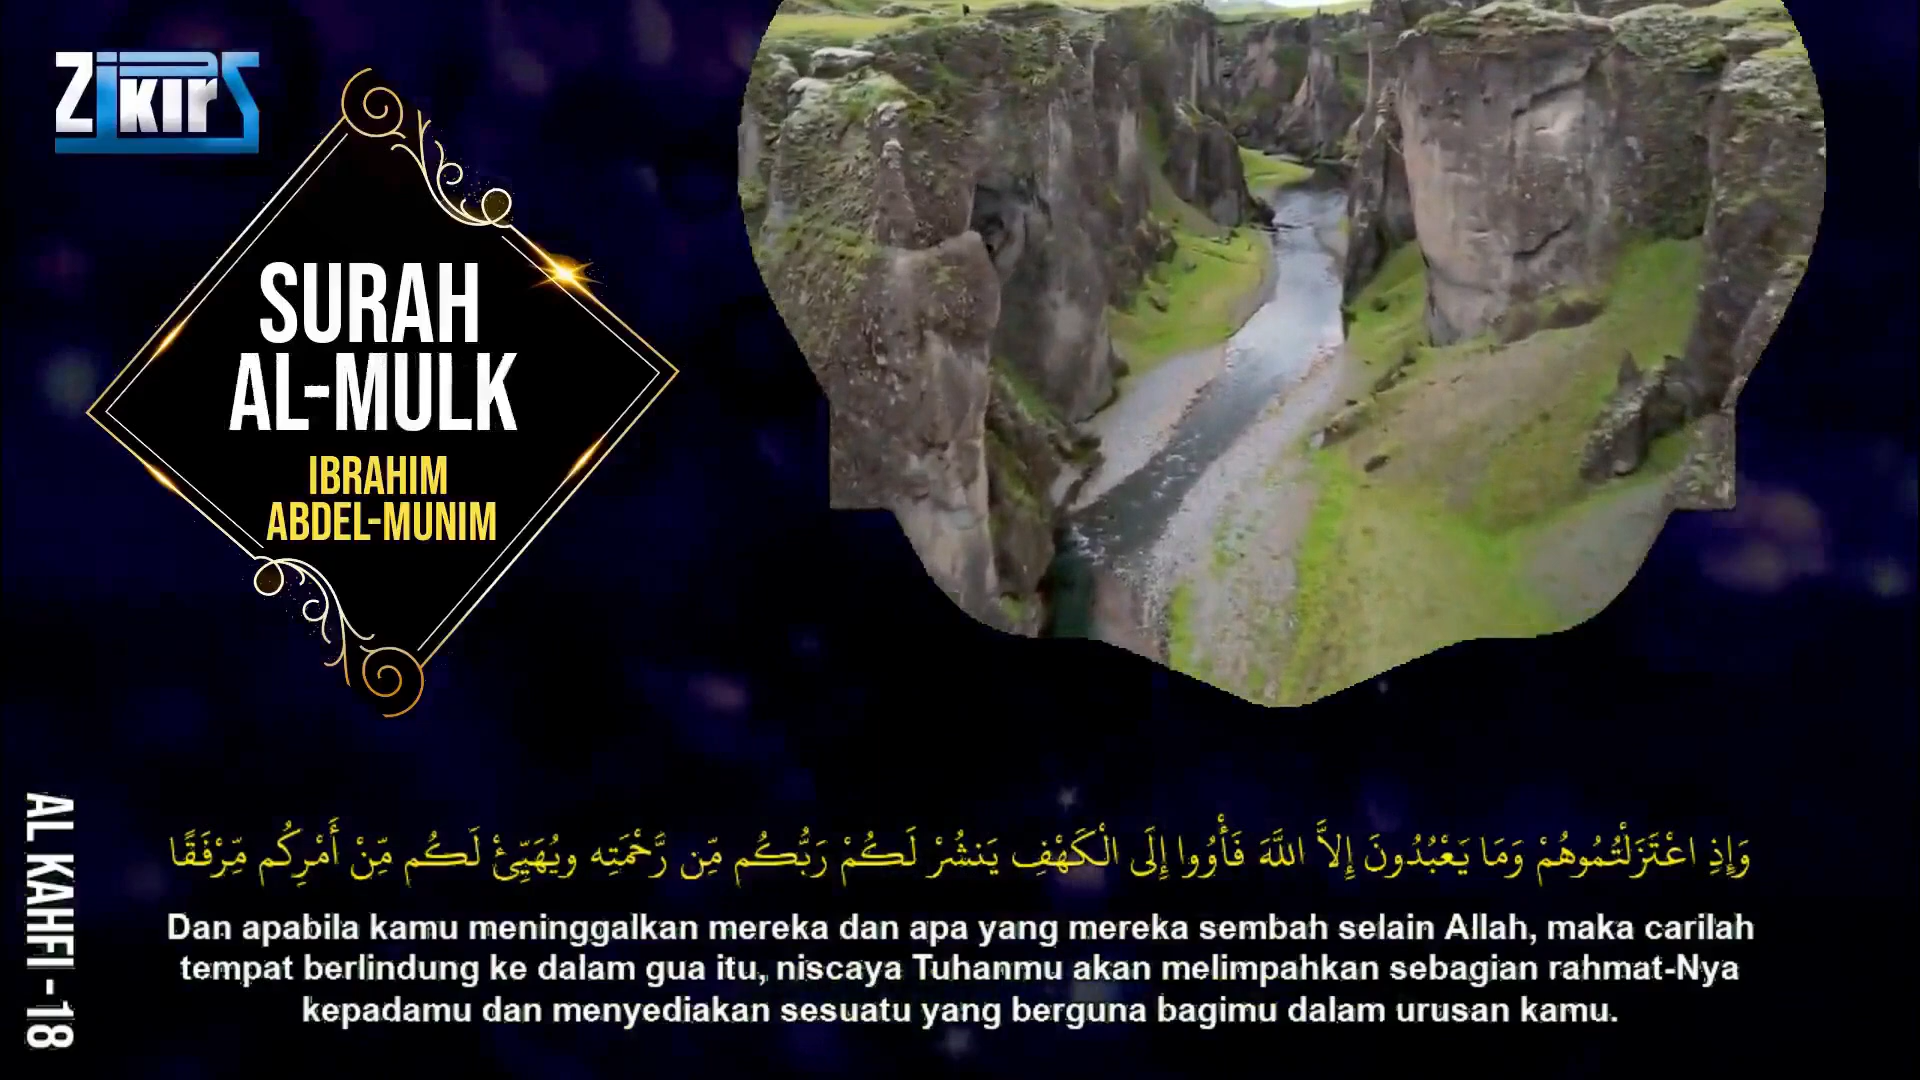 Zikir
SURAH
AL-MULK
IBRAHIM
ABDEL-MUNIM
AL KAHFI - 18
وَإِذِ اعْتَزَلْتُمُوهُمْ وَمَا يَعْبُدُونَ إِلاَّ اللَّهَ فَأْوُوا إِلَى الْكَهْفِ يَنشُرْ لَكُمْ رَبُّكُم مِّن رَّحْمَتِه ويُهَيِّئْ لَكُم مِّنْ أَمْرِكُم مِّرْفَقًا
Dan apabila kamu meninggalkan mereka dan apa yang mereka sembah selain Allah, maka carilah
tempat berlindung ke dalam gua itu, niscaya Tuhanmu akan melimpahkan sebagian rahmat-Nya
kepadamu dan menyediakan sesuatu yang berguna bagimu dalam urusan kamu.